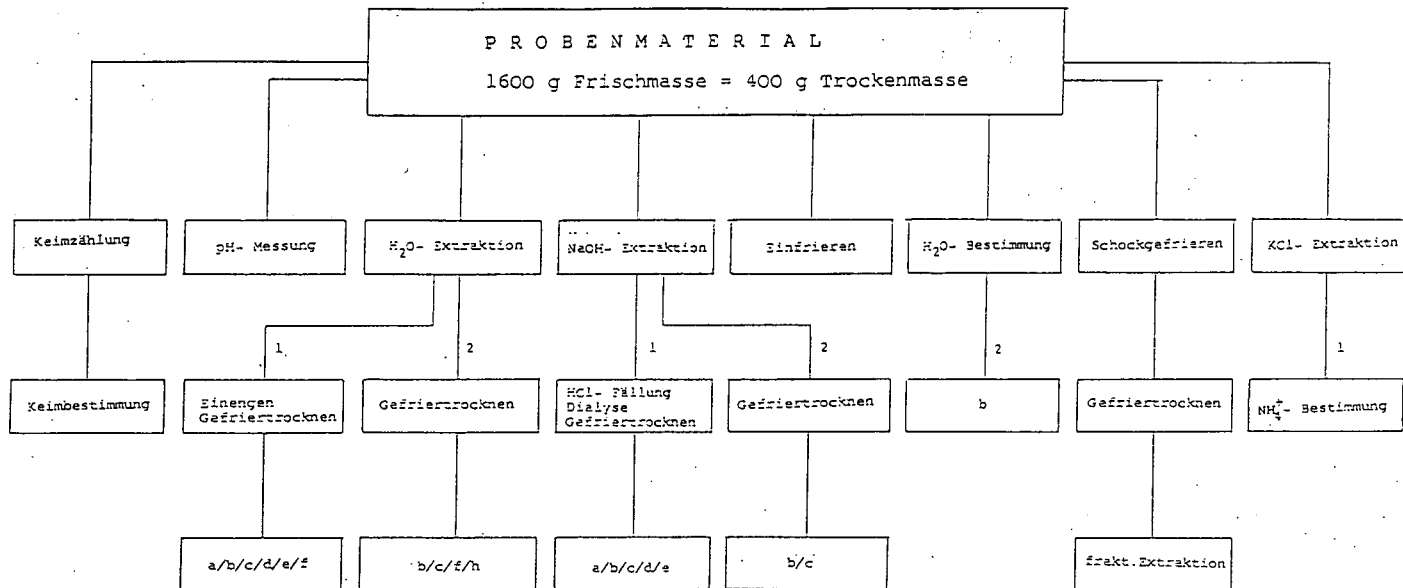 PROBENMATERIAL
1600 g Frischmasse = 400 g Trockenmasse
Keimzählung
pH- Messung
H₂O- Extraktion
NaOH- Extraktion
Einfrieren
H₂O- Bestimmung
Schockgefrieren
KCl- Extraktion
1
2
1
2
2
1
Keimbestimmung
Einengen
Gefriertrocknen
Gefriertrocknen
HCl- Fällung
Dialyse
Gefriertrocknen
Gefriertrocknen
b
Gefriertrocknen
NH₄⁺- Bestimmung
a/b/c/d/e/f
b/c/f/h
a/b/c/d/e
b/c
frakt.Extraktion